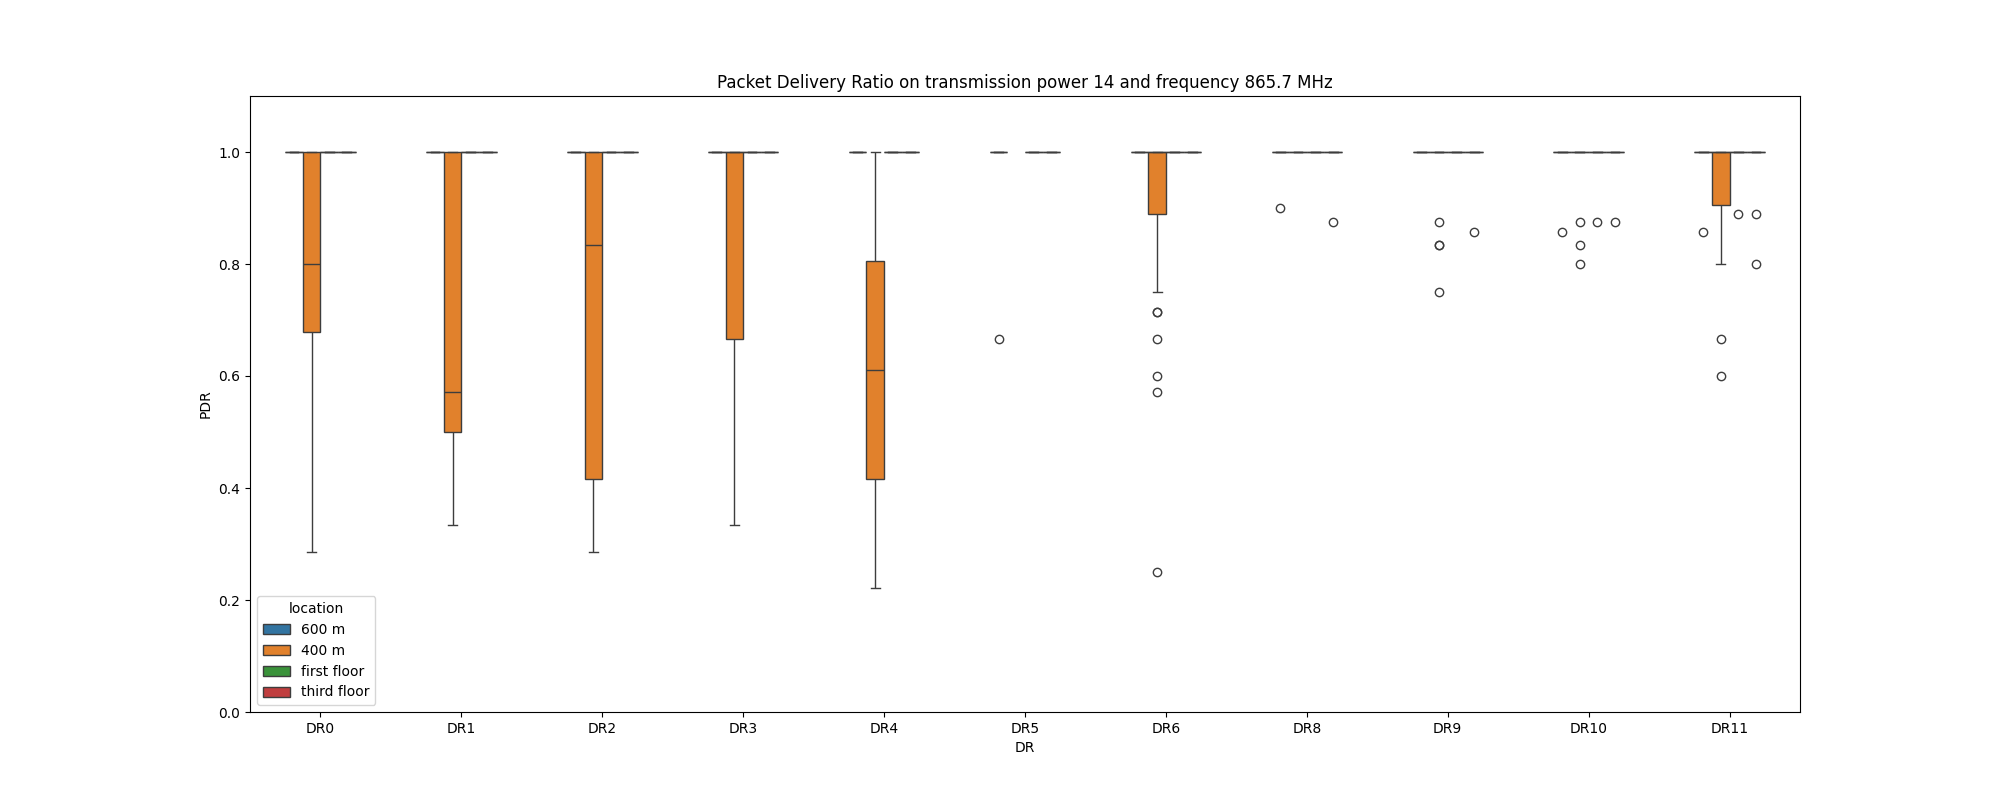 Packet Delivery Ratio on transmission power 14 and frequency 865.7 MHz
1.0
0.8
0.6
0.4
0.2
0.0
PDR
location
600 m
400 m
first floor
third floor
DR0 DR1 DR2 DR3 DR4 DR5 DR6 DR8 DR9 DR10 DR11
DR